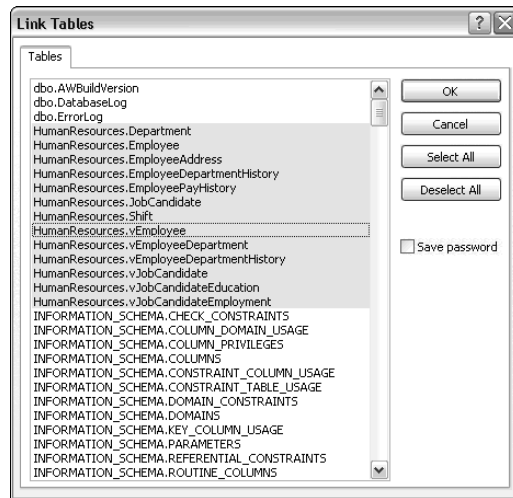 Link Tables
Tables
dbo.AWBuildVersion
dbo.DatabaseLog
dbo.ErrorLog
HumanResources.Department
HumanResources.Employee
HumanResources.EmployeeAddress
HumanResources.EmployeeDepartmentHistory
HumanResources.EmployeePayHistory
HumanResources.JobCandidate
HumanResources.Shift
HumanResources.vEmployee
HumanResources.vEmployeeDepartment
HumanResources.vEmployeeDepartmentHistory
HumanResources.vJobCandidate
HumanResources.vJobCandidateEducation
HumanResources.vJobCandidateEmployment
INFORMATION_SCHEMA.CHECK_CONSTRAINTS
INFORMATION_SCHEMA.COLUMN_DOMAIN_USAGE
INFORMATION_SCHEMA.COLUMN_PRIVILEGES
INFORMATION_SCHEMA.COLUMNS
INFORMATION_SCHEMA.CONSTRAINT_COLUMN_USAGE
INFORMATION_SCHEMA.CONSTRAINT_TABLE_USAGE
INFORMATION_SCHEMA.DOMAIN_CONSTRAINTS
INFORMATION_SCHEMA.DOMAINS
INFORMATION_SCHEMA.KEY_COLUMN_USAGE
INFORMATION_SCHEMA.PARAMETERS
INFORMATION_SCHEMA.REFERENTIAL_CONSTRAINTS
INFORMATION_SCHEMA.ROUTINE_COLUMNS
OK
Cancel
Select All
Deselect All
Save password